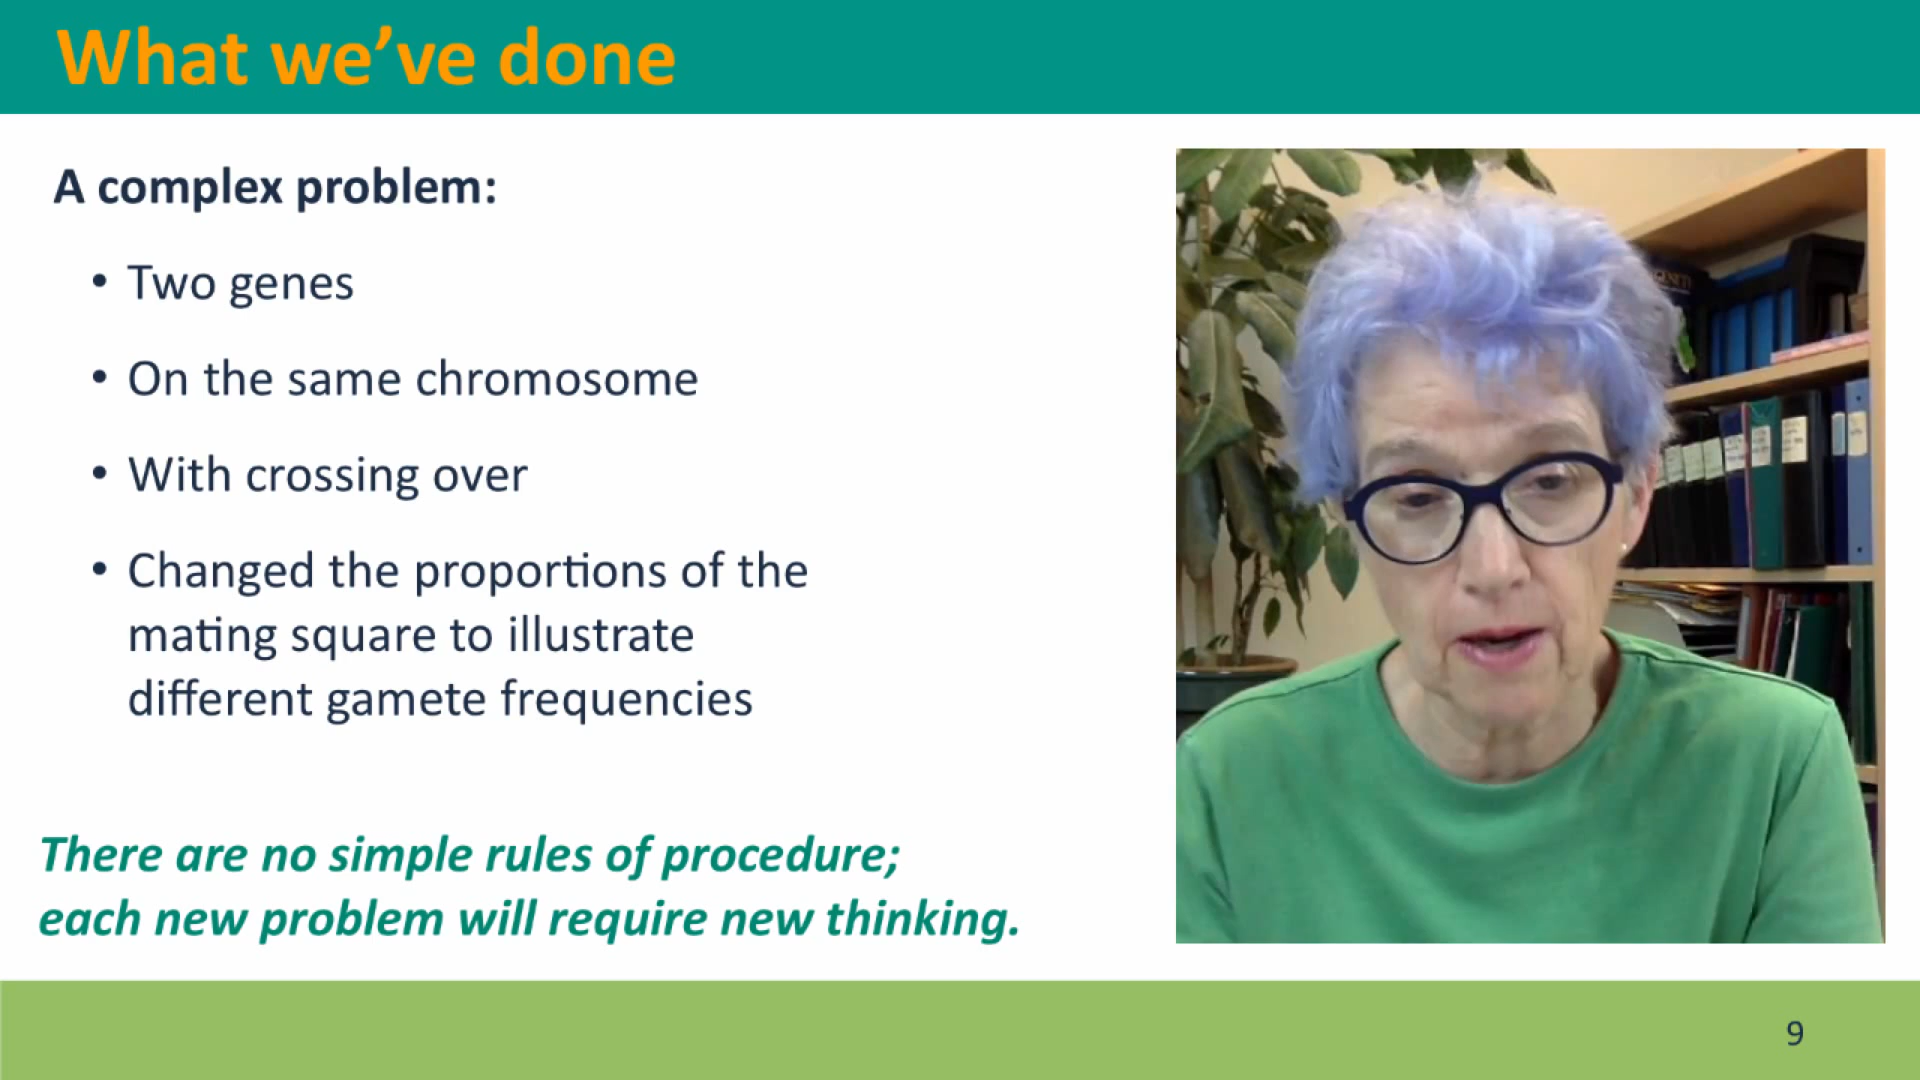 What we've done
A complex problem:
• Two genes
• On the same chromosome
• With crossing over
• Changed the proportions of the
mating square to illustrate
different gamete frequencies
There are no simple rules of procedure;
each new problem will require new thinking.
9